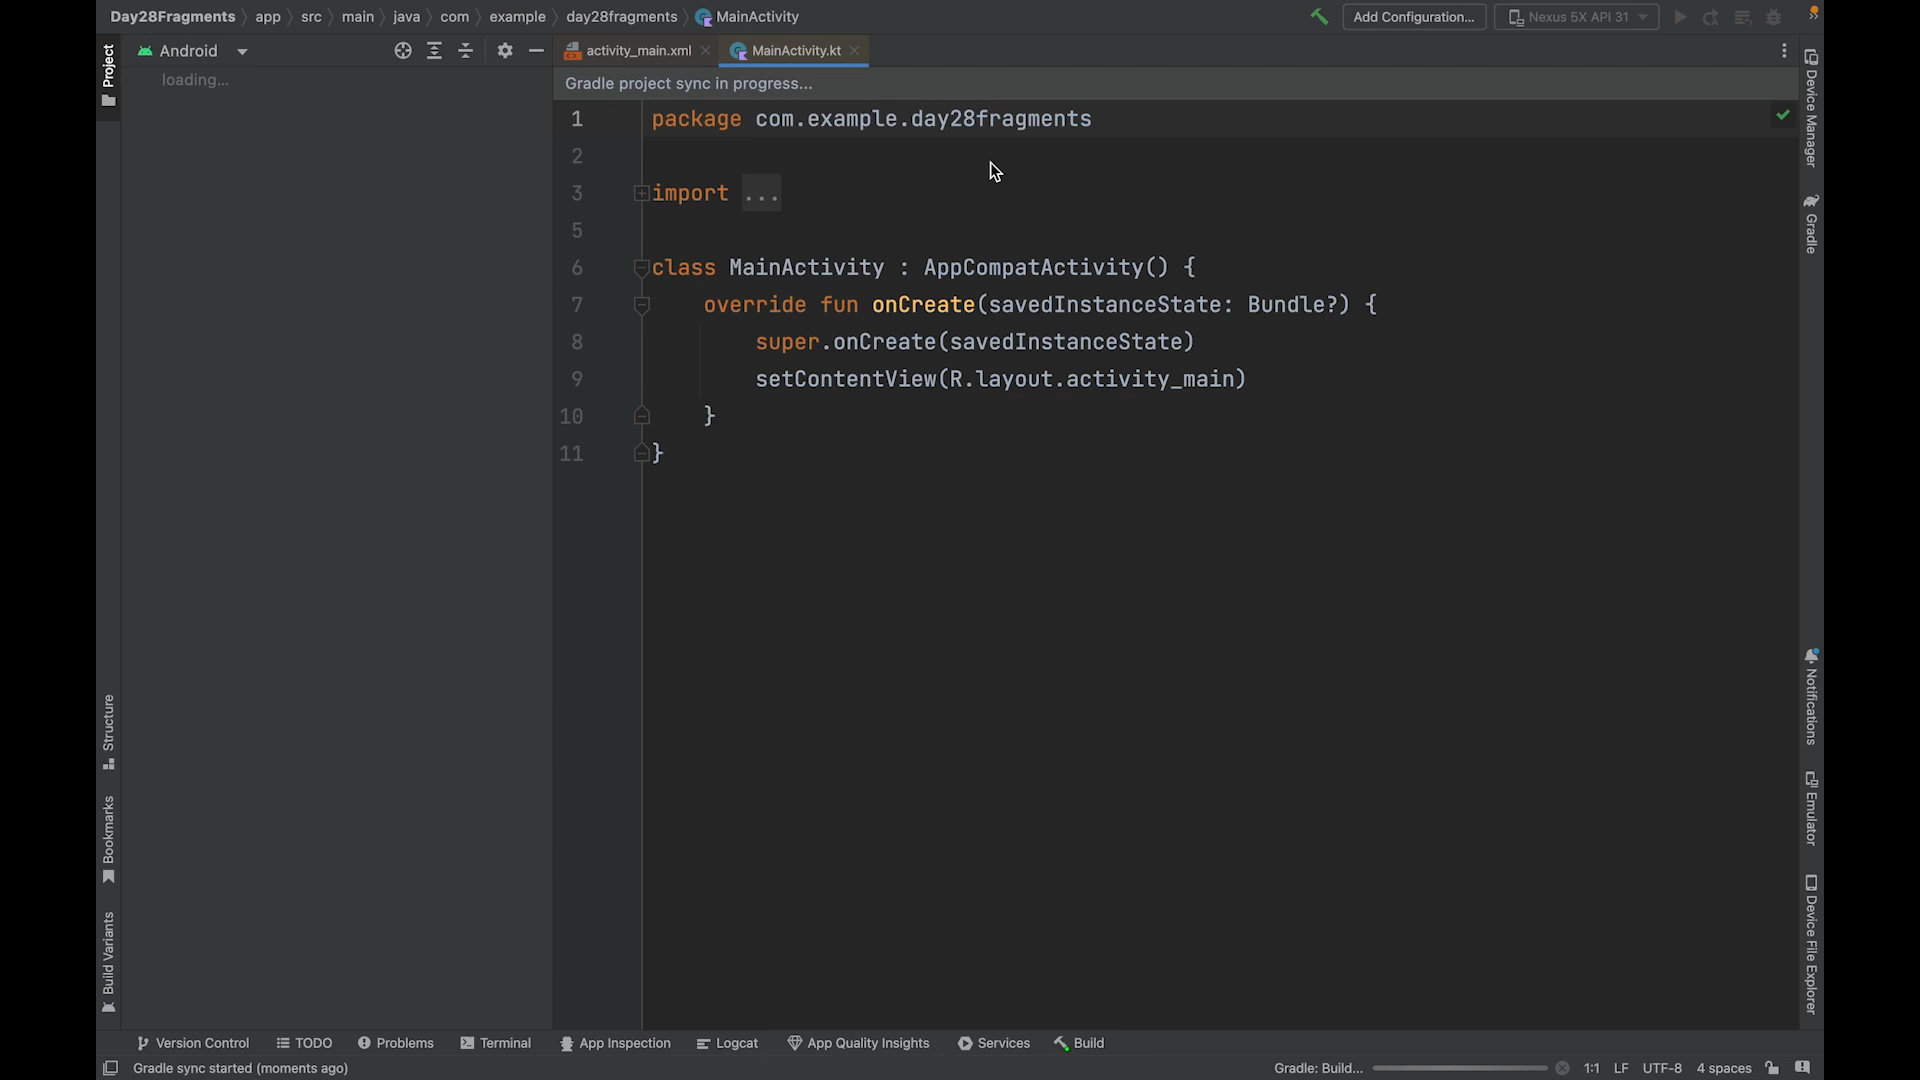 Day28Fragments app src main java com example day28fragments MainActivity
Add Configuration... Nexus 5X API 31
Project
Android
activity_main.xml
MainActivity.kt
loading...
Gradle project sync in progress...
1 package com.example.day28fragments
2
3 import ...
5
6 class MainActivity : AppCompatActivity() {
7 override fun onCreate(savedInstanceState: Bundle?) {
8 super.onCreate(savedInstanceState)
9 setContentView(R.layout.activity_main)
10 }
11 }
Device Manager
Gradle
Notifications
Emulator
Device File Explorer
Structure
Bookmarks
Build Variants
Version Control TODO Problems Terminal App Inspection Logcat App Quality Insights Services Build
Gradle sync started (moments ago)
Gradle: Build... 1:1 LF UTF-8 4 spaces